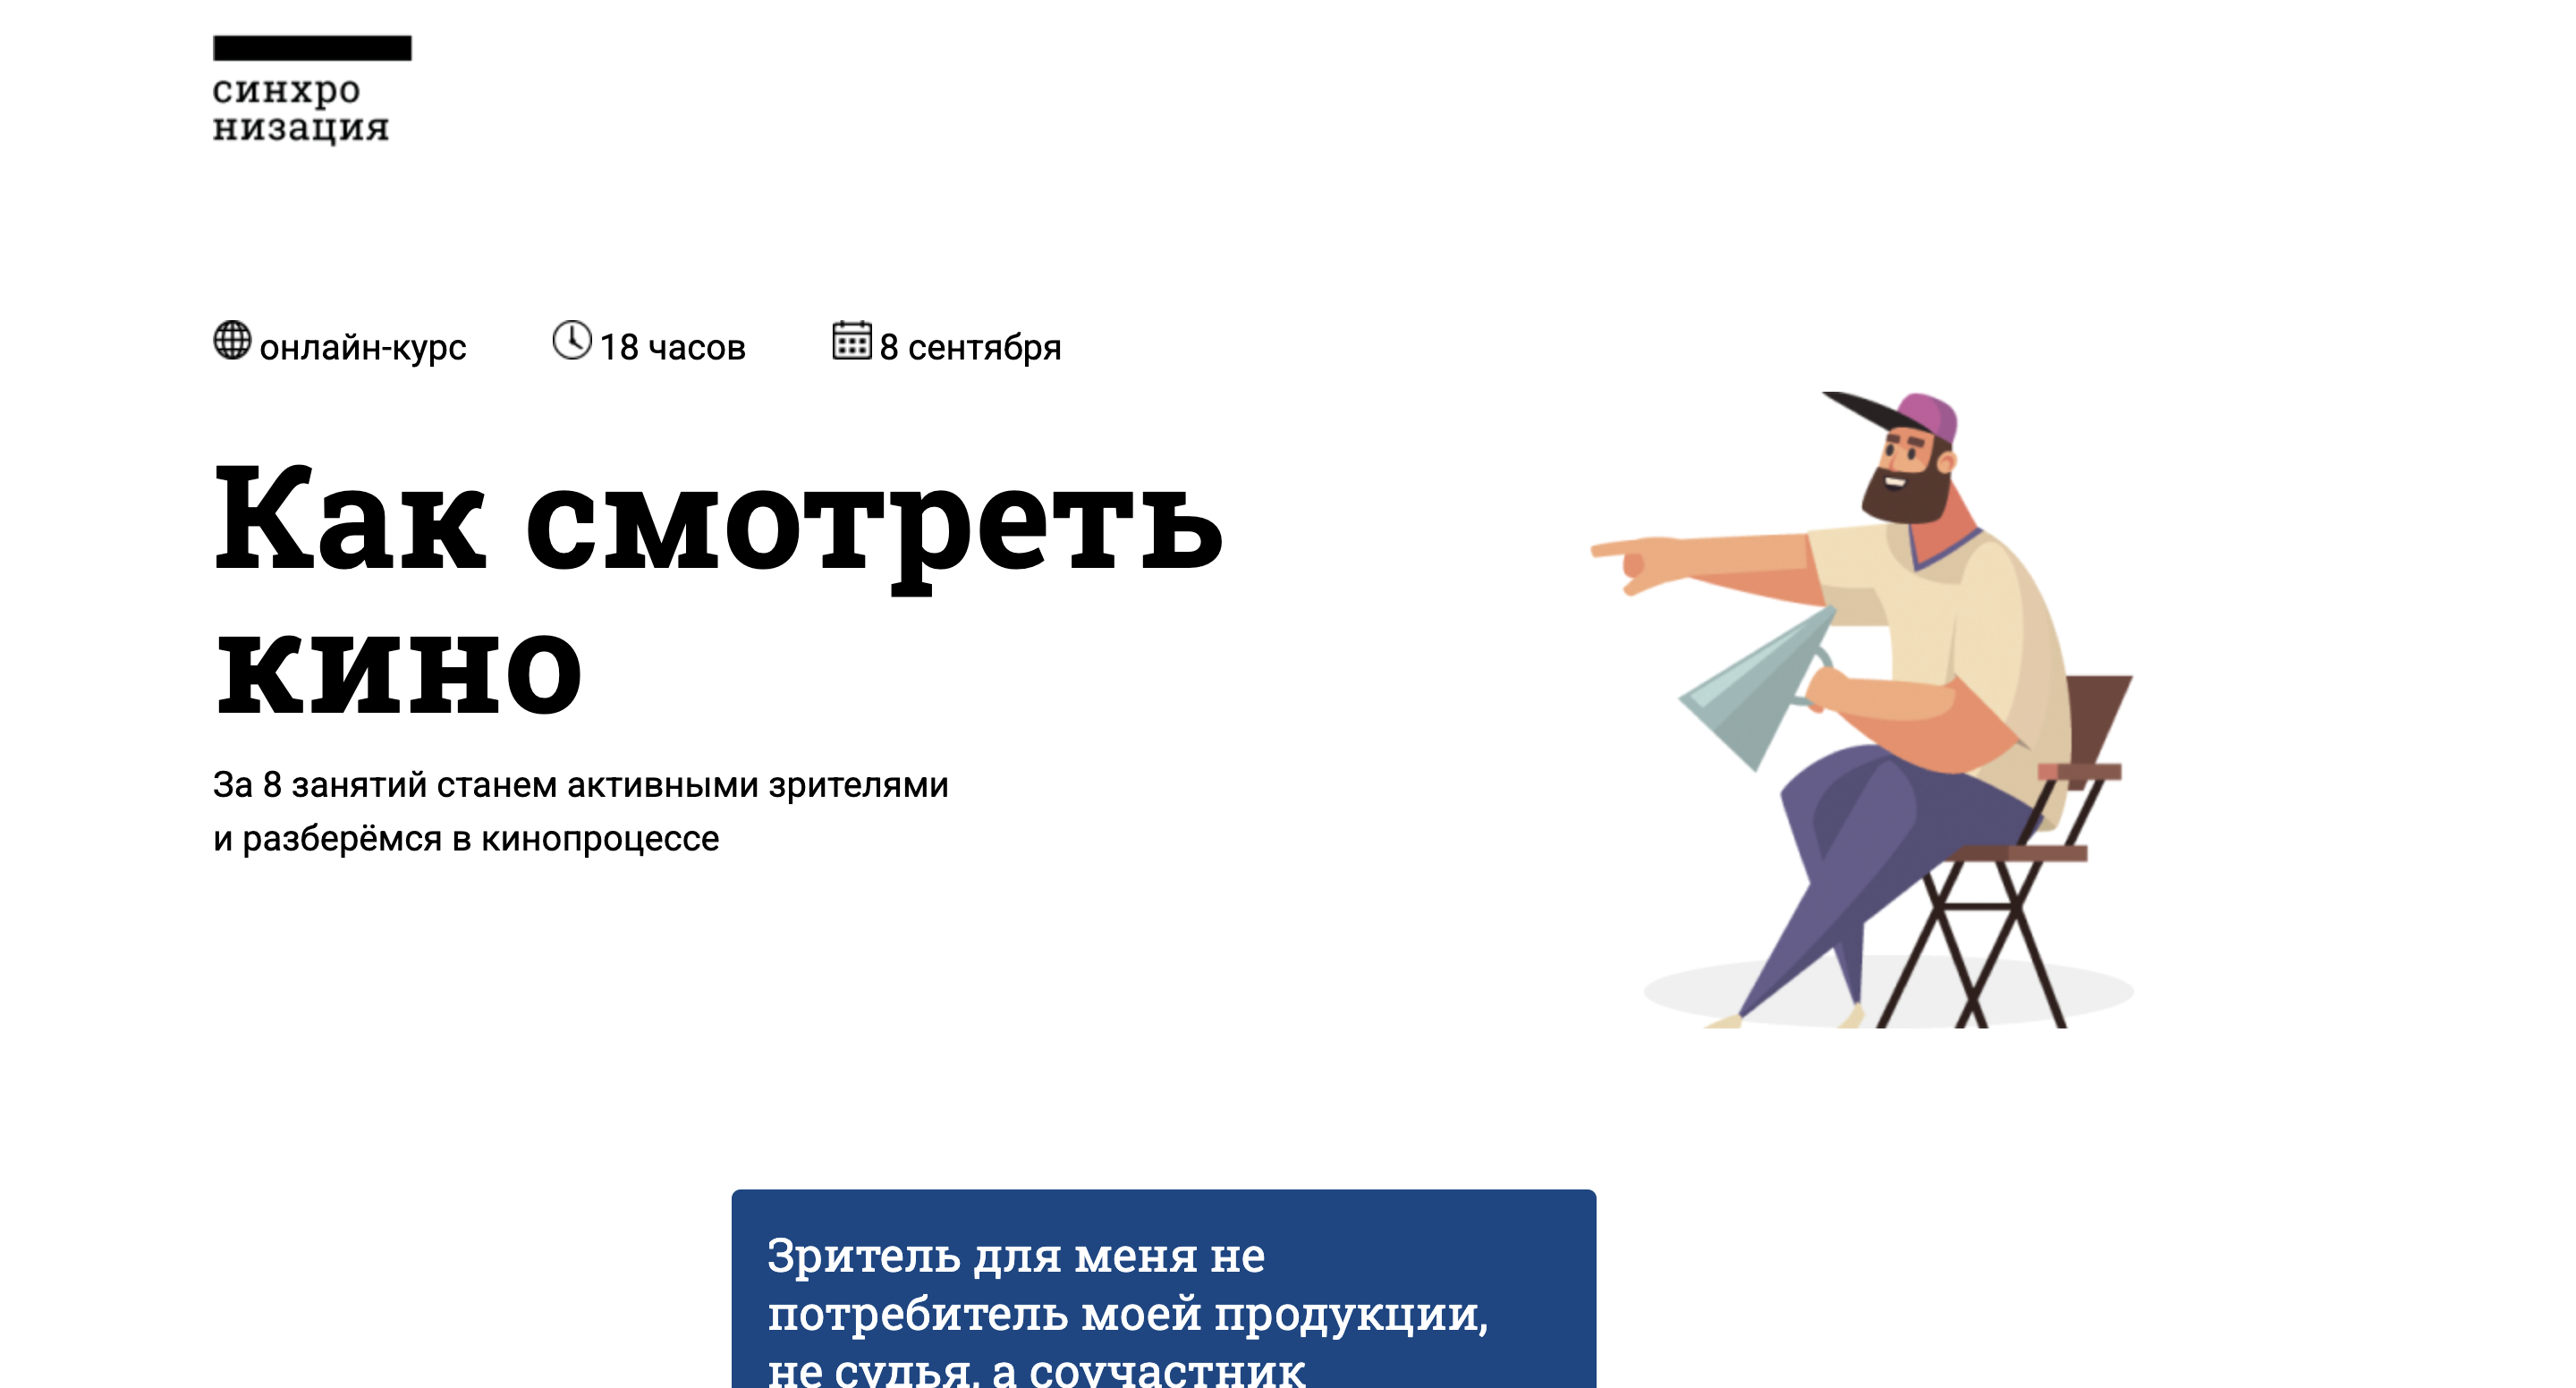 синхро
низация
онлайн-курс 18 часов 8 сентября
Как смотреть
кино
За 8 занятий станем активными зрителями
и разберёмся в кинопроцессе
Зритель для меня не
потребитель моей продукции,
не судья, а соучастник